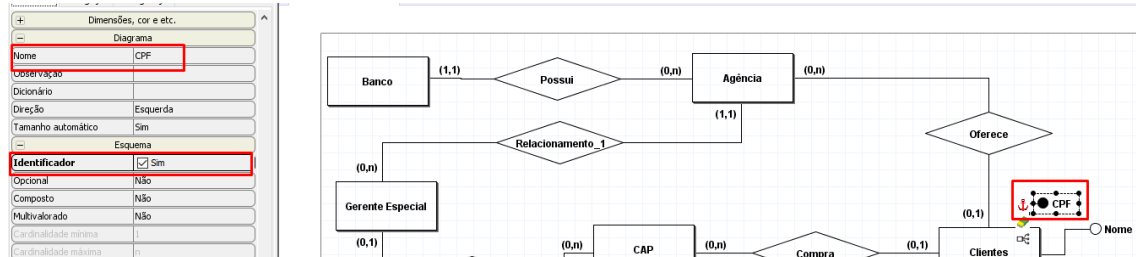 Dimensões, cor e etc.
Diagrama
Nome CPF
Observação
Dicionário
Direção Esquerda
Tamanho automático Sim
Esquema
Identificador Sim
Opcional Não
Composto Não
Multivalorado Não
Cardinalidade mínima 1
Cardinalidade máxima n
Banco
(1,1)
Possui
(0,n)
Agência
(0,n)
(1,1)
Relacionamento_1
Oferece
(0,n)
Gerente Especial
(0,1)
CPF
(0,1)
Nome
(0,n)
CAP
(0,n)
Compra
(0,1)
Clientes